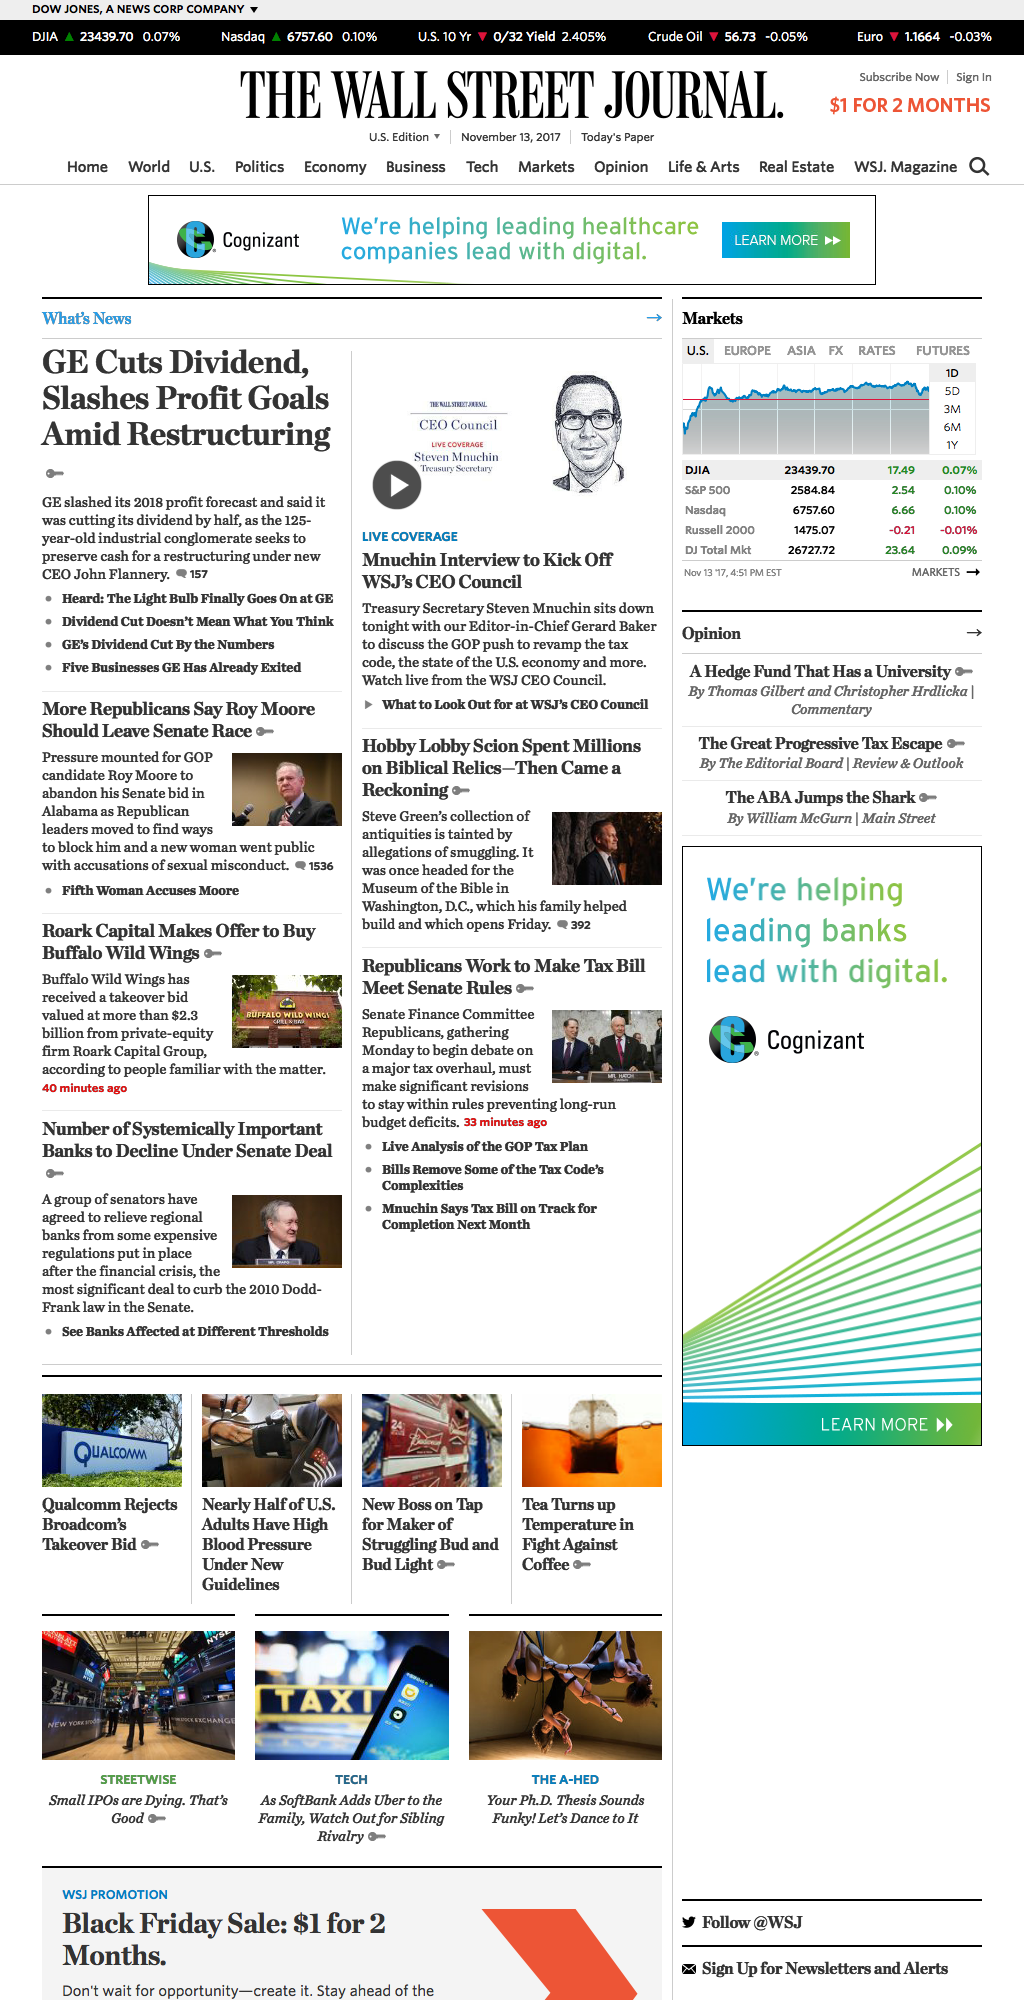 DOW JONES, A NEWS CORP COMPANY ▼
DJIA ▲ 23439.70 0.07% Nasdaq ▲ 6757.60 0.10% U.S. 10 Yr ▼ 0/32 Yield 2.405% Crude Oil ▼ 56.73 -0.05% Euro ▼ 1.1664 -0.03%
Subscribe Now | Sign In
THE WALL STREET JOURNAL.
$1 FOR 2 MONTHS
U.S. Edition ▼ | November 13, 2017 | Today's Paper
Home World U.S. Politics Economy Business Tech Markets Opinion Life & Arts Real Estate WSJ. Magazine
Cognizant
We're helping leading healthcare
companies lead with digital.
LEARN MORE
What's News →
GE Cuts Dividend,
Slashes Profit Goals
Amid Restructuring
GE slashed its 2018 profit forecast and said it
was cutting its dividend by half, as the 125-
year-old industrial conglomerate seeks to
preserve cash for a restructuring under new
CEO John Flannery. 157
• Heard: The Light Bulb Finally Goes On at GE
• Dividend Cut Doesn't Mean What You Think
• GE's Dividend Cut By the Numbers
• Five Businesses GE Has Already Exited
More Republicans Say Roy Moore
Should Leave Senate Race
Pressure mounted for GOP
candidate Roy Moore to
abandon his Senate bid in
Alabama as Republican
leaders moved to find ways
to block him and a new woman went public
with accusations of sexual misconduct. 1536
• Fifth Woman Accuses Moore
Roark Capital Makes Offer to Buy
Buffalo Wild Wings
Buffalo Wild Wings has
received a takeover bid
valued at more than $2.3
billion from private-equity
firm Roark Capital Group,
according to people familiar with the matter.
40 minutes ago
BUFFALO WILD WINGS
GRILL & BAR
Number of Systemically Important
Banks to Decline Under Senate Deal
A group of senators have
agreed to relieve regional
banks from some expensive
regulations put in place
after the financial crisis, the
most significant deal to curb the 2010 Dodd-
Frank law in the Senate.
MR. CRAPO
• See Banks Affected at Different Thresholds
THE WALL STREET JOURNAL
CEO Council
LIVE COVERAGE
Steven Mnuchin
Treasury Secretary
LIVE COVERAGE
Mnuchin Interview to Kick Off
WSJ's CEO Council
Treasury Secretary Steven Mnuchin sits down
tonight with our Editor-in-Chief Gerard Baker
to discuss the GOP push to revamp the tax
code, the state of the U.S. economy and more.
Watch live from the WSJ CEO Council.
What to Look Out for at WSJ's CEO Council
Hobby Lobby Scion Spent Millions
on Biblical Relics—Then Came a
Reckoning
Steve Green's collection of
antiquities is tainted by
allegations of smuggling. It
was once headed for the
Museum of the Bible in
Washington, D.C., which his family helped
build and which opens Friday. 392
Republicans Work to Make Tax Bill
Meet Senate Rules
Senate Finance Committee
Republicans, gathering
Monday to begin debate on
a major tax overhaul, must
make significant revisions
to stay within rules preventing long-run
budget deficits. 33 minutes ago
MR. HATCH
• Live Analysis of the GOP Tax Plan
• Bills Remove Some of the Tax Code's
Complexities
• Mnuchin Says Tax Bill on Track for
Completion Next Month
Markets
U.S. EUROPE ASIA FX RATES FUTURES
1D
5D
3M
6M
1Y
DJIA 23439.70 17.49 0.07%
S&P 500 2584.84 2.54 0.10%
Nasdaq 6757.60 6.66 0.10%
Russell 2000 1475.07 -0.21 -0.01%
DJ Total Mkt 26727.72 23.64 0.09%
Nov 13 '17, 4:51 PM EST MARKETS →
Opinion →
A Hedge Fund That Has a University
By Thomas Gilbert and Christopher Hrdlicka |
Commentary
The Great Progressive Tax Escape
By The Editorial Board | Review & Outlook
The ABA Jumps the Shark
By William McGurn | Main Street
We're helping
leading banks
lead with digital.
Cognizant
LEARN MORE
QUALCOMM
Qualcomm Rejects
Broadcom's
Takeover Bid
Nearly Half of U.S.
Adults Have High
Blood Pressure
Under New
Guidelines
24
Budweiser
New Boss on Tap
for Maker of
Struggling Bud and
Bud Light
Tea Turns up
Temperature in
Fight Against
Coffee
NYSE
NEW YORK STOCK EXCHANGE
STREETWISE
Small IPOs are Dying. That's
Good
TAXI
TECH
As SoftBank Adds Uber to the
Family, Watch Out for Sibling
Rivalry
THE A-HED
Your Ph.D. Thesis Sounds
Funky! Let's Dance to It
WSJ PROMOTION
Black Friday Sale: $1 for 2
Months.
Don't wait for opportunity—create it. Stay ahead of the
Follow @WSJ
Sign Up for Newsletters and Alerts